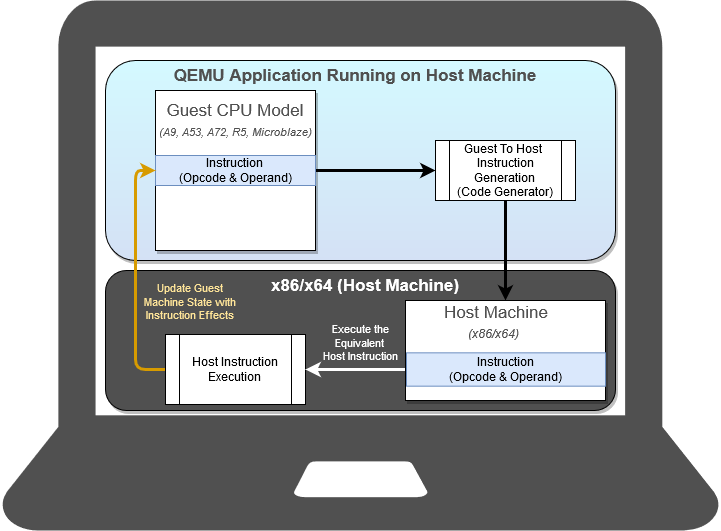 QEMU Application Running on Host Machine
Guest CPU Model
(A9, A53, A72, R5, Microblaze)
Instruction
(Opcode & Operand)
Guest To Host
Instruction
Generation
(Code Generator)
x86/x64 (Host Machine)
Update Guest
Machine State with
Instruction Effects
Host Machine
(x86/x64)
Execute the
Equivalent
Host Instruction
Instruction
(Opcode & Operand)
Host Instruction
Execution